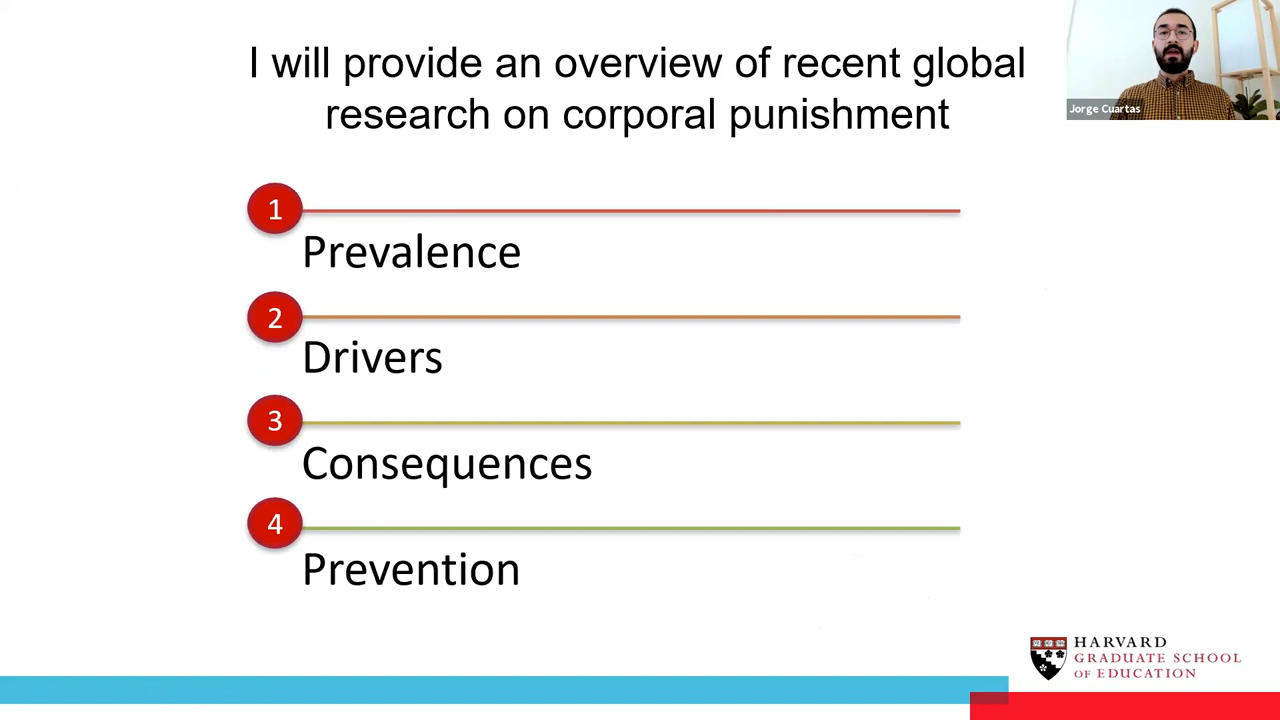 I will provide an overview of recent global
research on corporal punishment
Jorge Cuartas
1
Prevalence
2
Drivers
3
Consequences
4
Prevention
HARVARD
GRADUATE SCHOOL
OF EDUCATION